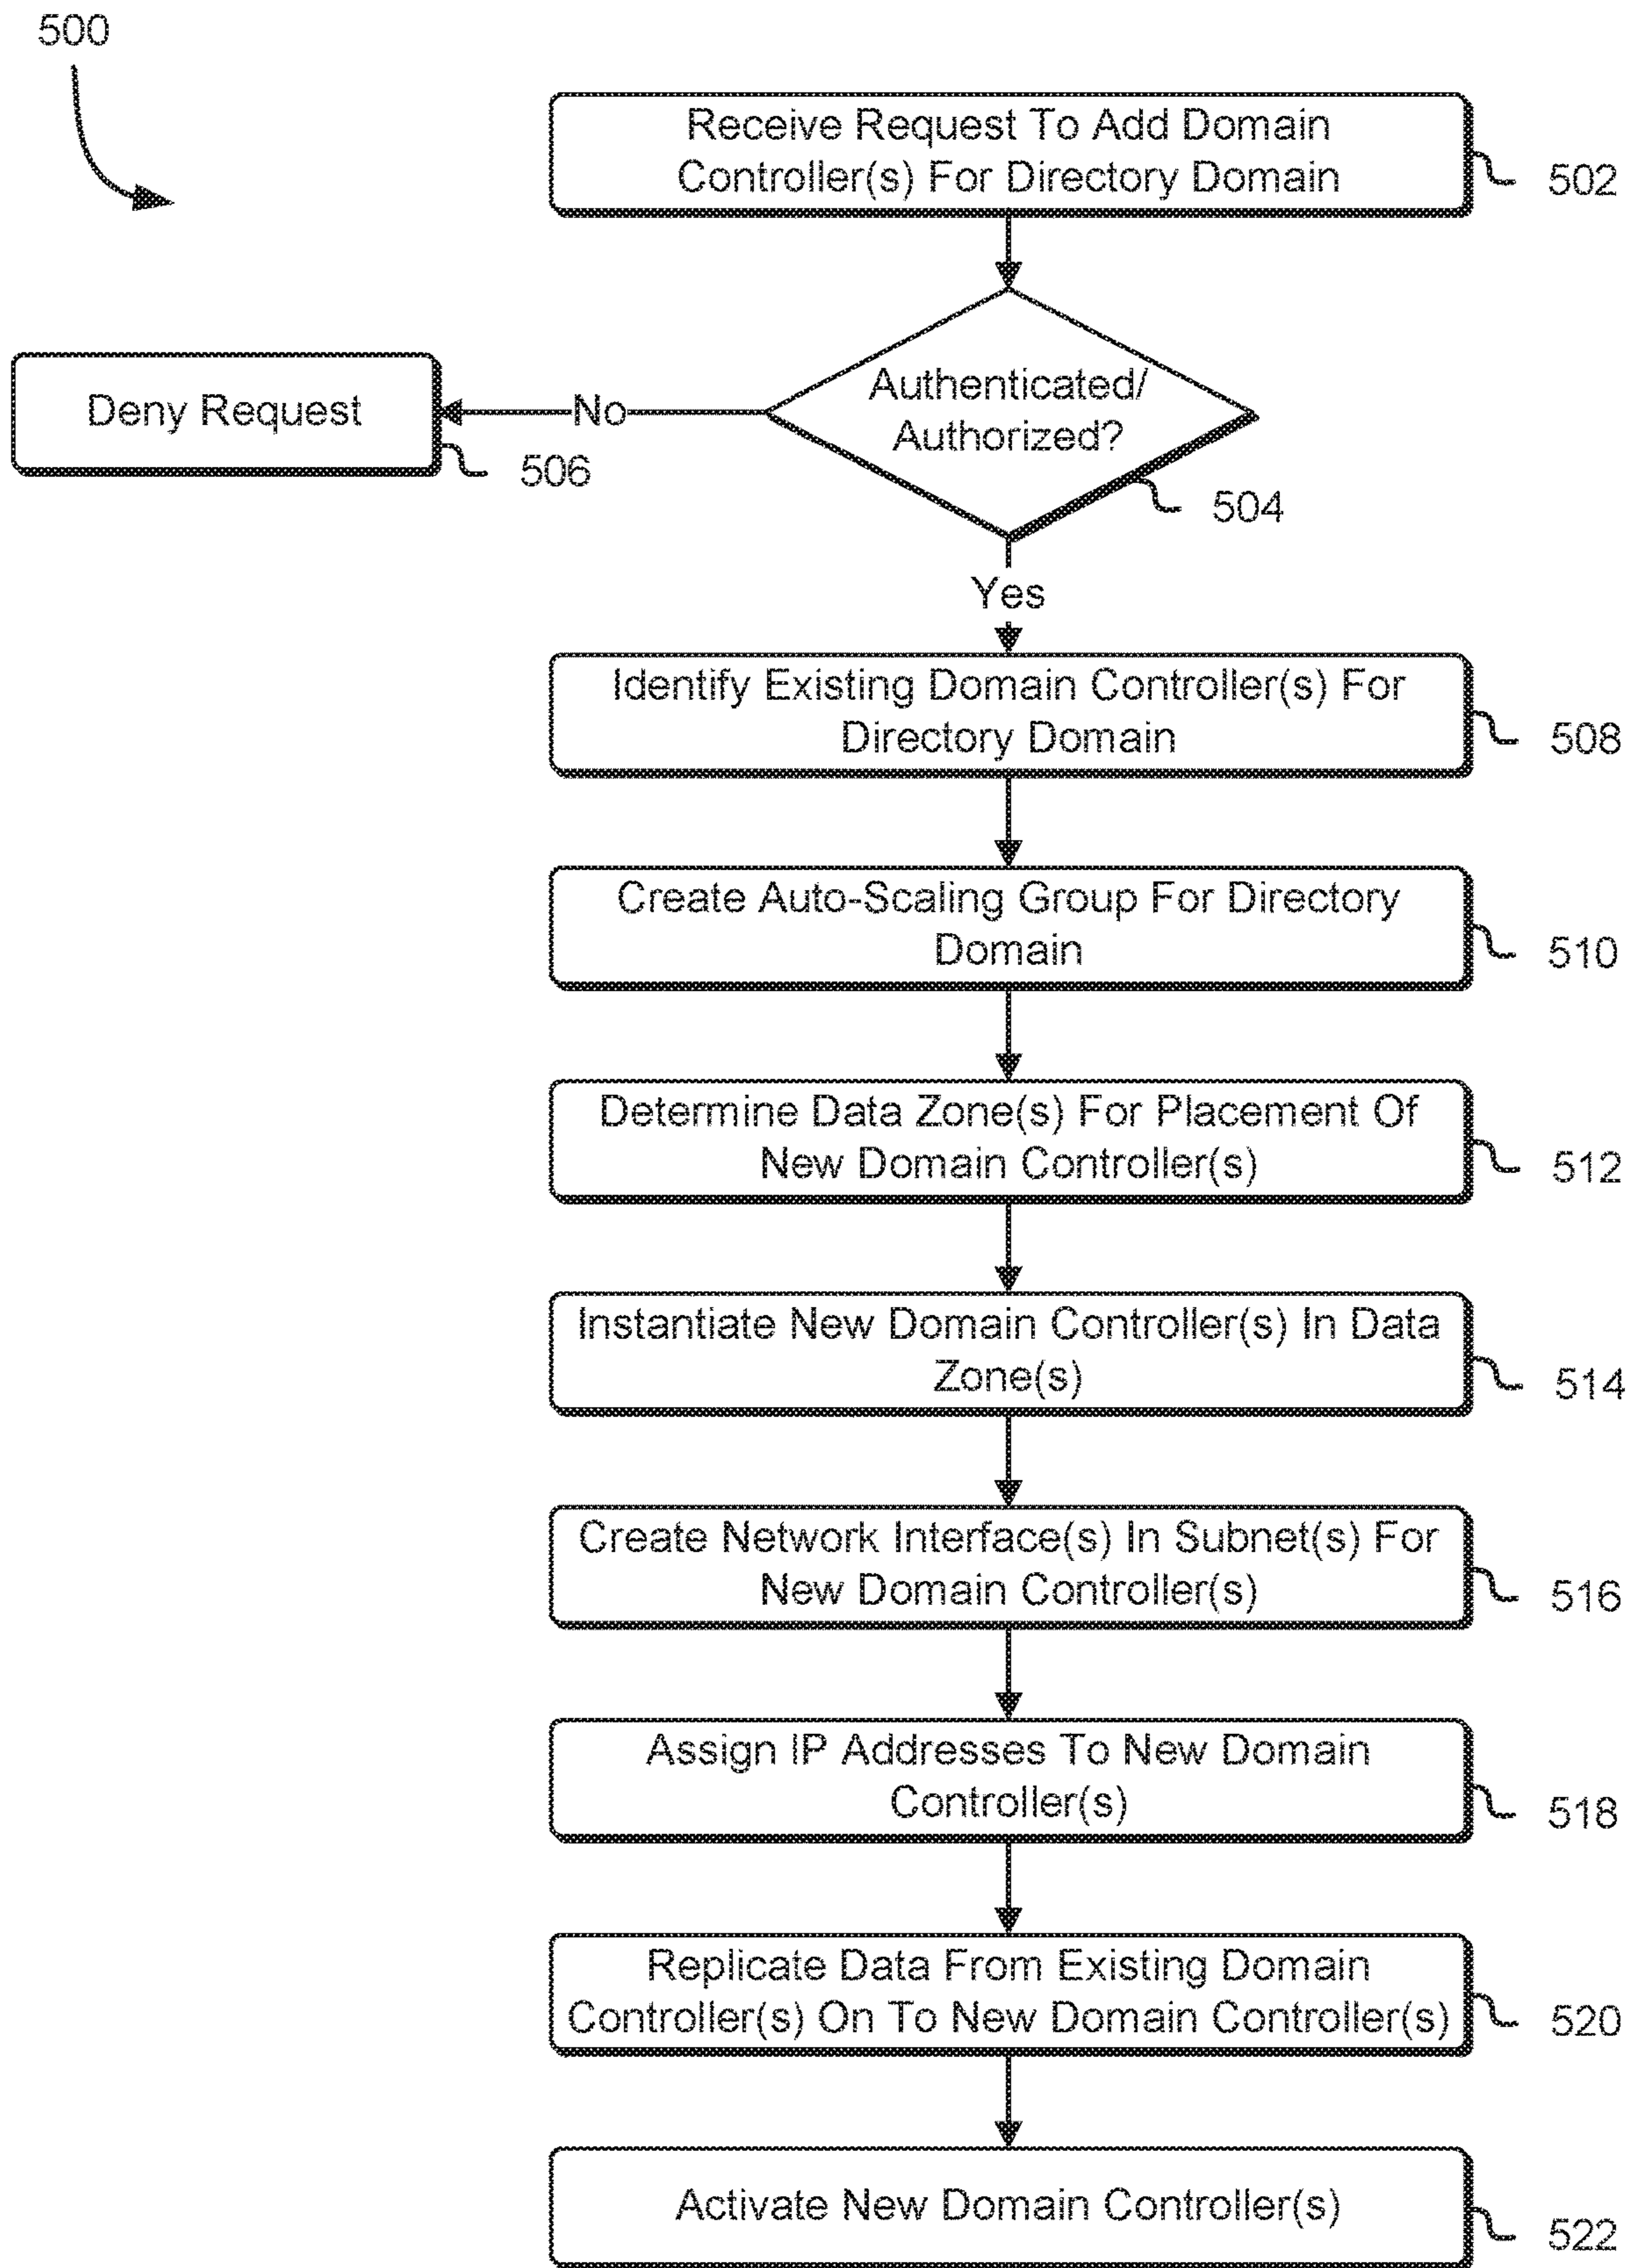 500
Receive Request To Add Domain
Controller(s) For Directory Domain
502
Authenticated/
Authorized?
504
No
Deny Request
506
Yes
Identify Existing Domain Controller(s) For
Directory Domain
508
Create Auto-Scaling Group For Directory
Domain
510
Determine Data Zone(s) For Placement Of
New Domain Controller(s)
512
Instantiate New Domain Controller(s) In Data
Zone(s)
514
Create Network Interface(s) In Subnet(s) For
New Domain Controller(s)
516
Assign IP Addresses To New Domain
Controller(s)
518
Replicate Data From Existing Domain
Controller(s) On To New Domain Controller(s)
520
Activate New Domain Controller(s)
522